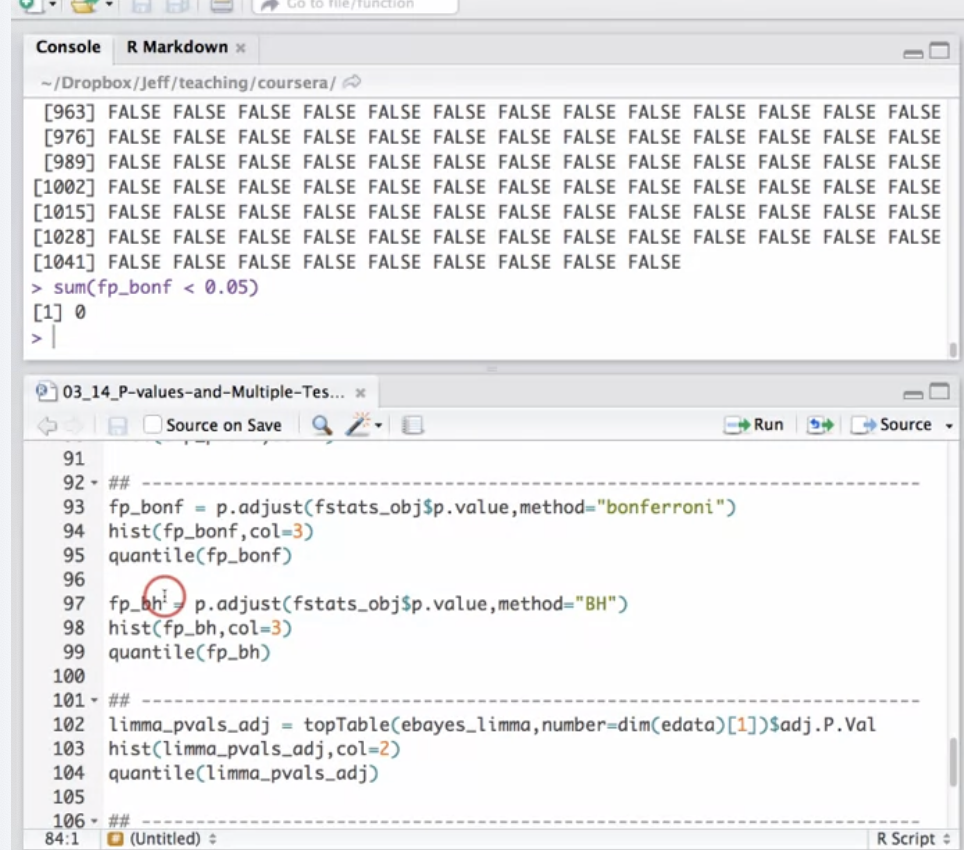 Go to file/function
Console R Markdown ×
~/Dropbox/Jeff/teaching/coursera/
[963] FALSE FALSE FALSE FALSE FALSE FALSE FALSE FALSE FALSE FALSE FALSE FALSE FALSE
[976] FALSE FALSE FALSE FALSE FALSE FALSE FALSE FALSE FALSE FALSE FALSE FALSE FALSE
[989] FALSE FALSE FALSE FALSE FALSE FALSE FALSE FALSE FALSE FALSE FALSE FALSE FALSE
[1002] FALSE FALSE FALSE FALSE FALSE FALSE FALSE FALSE FALSE FALSE FALSE FALSE FALSE
[1015] FALSE FALSE FALSE FALSE FALSE FALSE FALSE FALSE FALSE FALSE FALSE FALSE FALSE
[1028] FALSE FALSE FALSE FALSE FALSE FALSE FALSE FALSE FALSE FALSE FALSE FALSE FALSE
[1041] FALSE FALSE FALSE FALSE FALSE FALSE FALSE FALSE FALSE
> sum(fp_bonf < 0.05)
[1] 0
>
03_14_P-values-and-Multiple-Tes... ×
Source on Save Run Source
91
92 ## ------------------------------------------------------------------------
93 fp_bonf = p.adjust(fstats_obj$p.value,method="bonferroni")
94 hist(fp_bonf,col=3)
95 quantile(fp_bonf)
96
97 fp_bh = p.adjust(fstats_obj$p.value,method="BH")
98 hist(fp_bh,col=3)
99 quantile(fp_bh)
100
101 ## ------------------------------------------------------------------------
102 limma_pvals_adj = topTable(ebayes_limma,number=dim(edata)[1])$adj.P.Val
103 hist(limma_pvals_adj,col=2)
104 quantile(limma_pvals_adj)
105
106 ## ------------------------------------------------------------------------
84:1 (Untitled) R Script